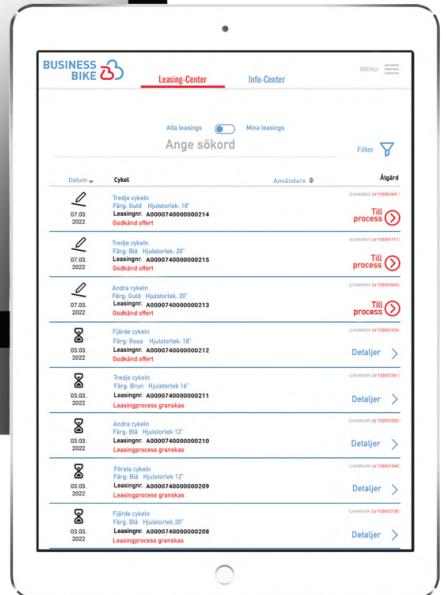 BUSINESS
BIKE
Leasing-Center
Info-Center
MENU
Alla leasings
Mina leasings
Ange sökord
Filter
Datum
Cykel
Användare
Åtgärd
Tredje cykeln
Färg: Guld Hjulstorlek: 18"
07.03.
2022
Leasingnr: A0000740000000214
Godkänd offert
Till
process
Tredje cykeln
Färg: Blå Hjulstorlek: 20"
07.03.
2022
Leasingnr: A0000740000000215
Godkänd offert
Till
process
Andra cykeln
Färg: Guld Hjulstorlek: 20"
07.03.
2022
Leasingnr: A0000740000000213
Godkänd offert
Till
process
Fjärde cykeln
Färg: Rosa Hjulstorlek: 18"
03.03.
2022
Leasingnr: A0000740000000212
Godkänd offert
Detaljer
Tredje cykeln
Färg: Brun Hjulstorlek 16"
03.03.
2022
Leasingnr: A0000740000000211
Leasingprocess granskas
Detaljer
Andra cykeln
Färg: Blå Hjulstorlek 12"
03.03.
2022
Leasingnr: A0000740000000210
Leasingprocess granskas
Detaljer
Första cykeln
Färg: Blå Hjulstorlek 12"
03.03.
2022
Leasingnr: A0000740000000209
Leasingprocess granskas
Detaljer
Fjärde cykeln
Färg: Blå Hjulstorlek 20"
03.03.
2022
Leasingnr: A0000740000000208
Leasingprocess granskas
Detaljer